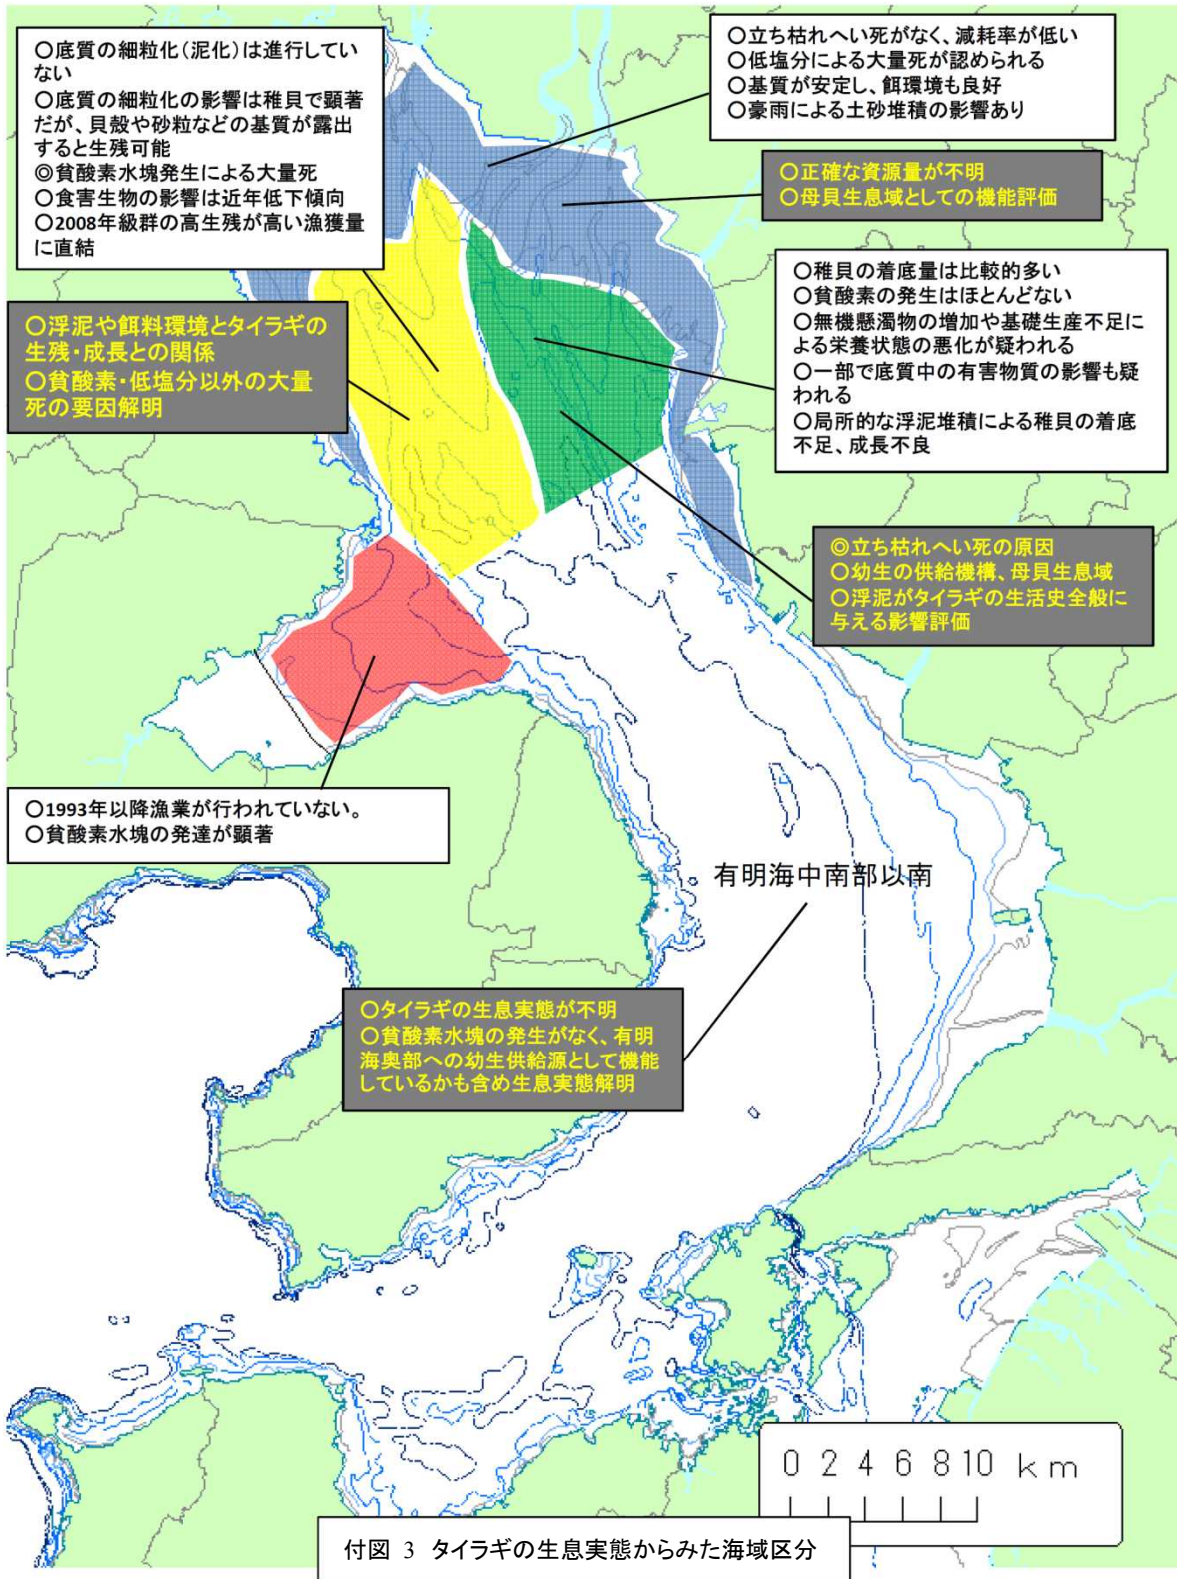 ○底質の細粒化(泥化)は進行してい
ない
○底質の細粒化の影響は稚貝で顕著
だが、貝殻や砂粒などの基質が露出
すると生残可能
◎貧酸素水塊発生による大量死
○食害生物の影響は近年低下傾向
○2008年級群の高生残が高い漁獲量
に直結
○立ち枯れへい死がなく、減耗率が低い
○低塩分による大量死が認められる
○基質が安定し、餌環境も良好
○豪雨による土砂堆積の影響あり
○正確な資源量が不明
○母貝生息域としての機能評価
○稚貝の着底量は比較的多い
○貧酸素の発生はほとんどない
○無機懸濁物の増加や基礎生産不足に
よる栄養状態の悪化が疑われる
○一部で底質中の有害物質の影響も疑
われる
○局所的な浮泥堆積による稚貝の着底
不足、成長不良
○浮泥や餌料環境とタイラギの
生残・成長との関係
○貧酸素・低塩分以外の大量
死の要因解明
◎立ち枯れへい死の原因
○幼生の供給機構、母貝生息域
○浮泥がタイラギの生活史全般に
与える影響評価
○1993年以降漁業が行われていない。
○貧酸素水塊の発達が顕著
有明海中南部以南
○タイラギの生息実態が不明
○貧酸素水塊の発生がなく、有明
海奥部への幼生供給源として機能
しているかも含め生息実態解明
0 2 4 6 8 10 km
付図 3 タイラギの生息実態からみた海域区分